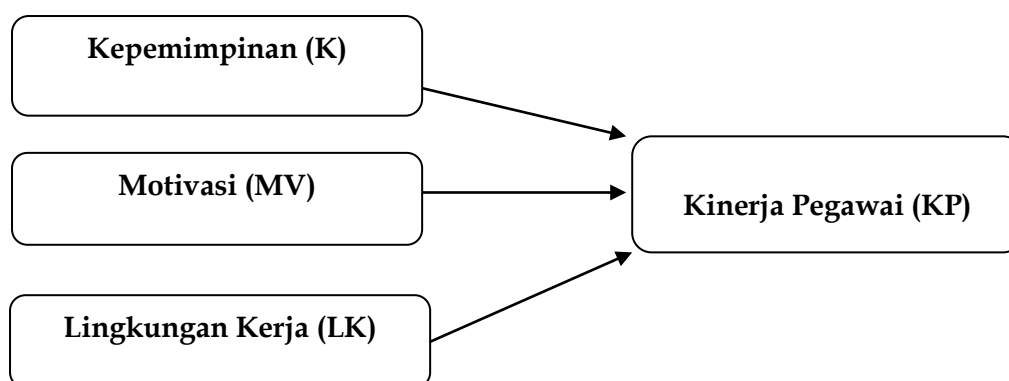 Kepemimpinan (K)
Motivasi (MV)
Kinerja Pegawai (KP)
Lingkungan Kerja (LK)